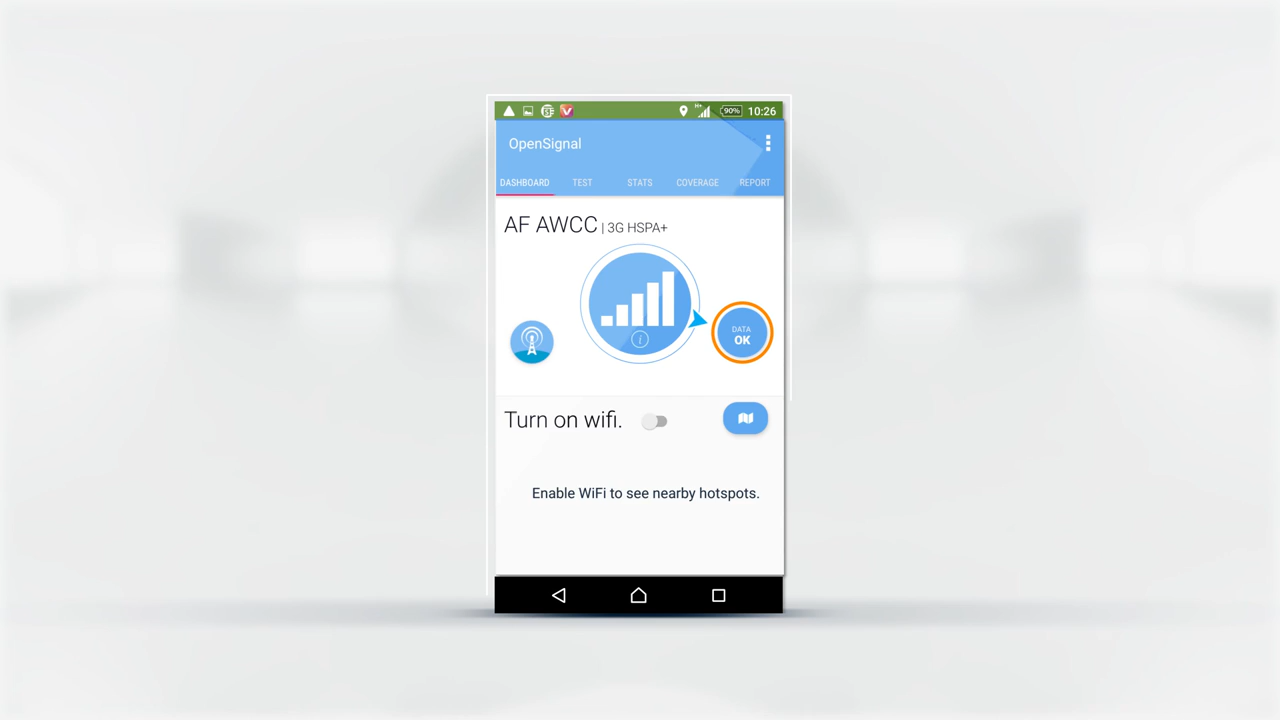 90% 10:26
OpenSignal
DASHBOARD TEST STATS COVERAGE REPORT
AF AWCC | 3G HSPA+
DATA
OK
Turn on wifi.
Enable WiFi to see nearby hotspots.